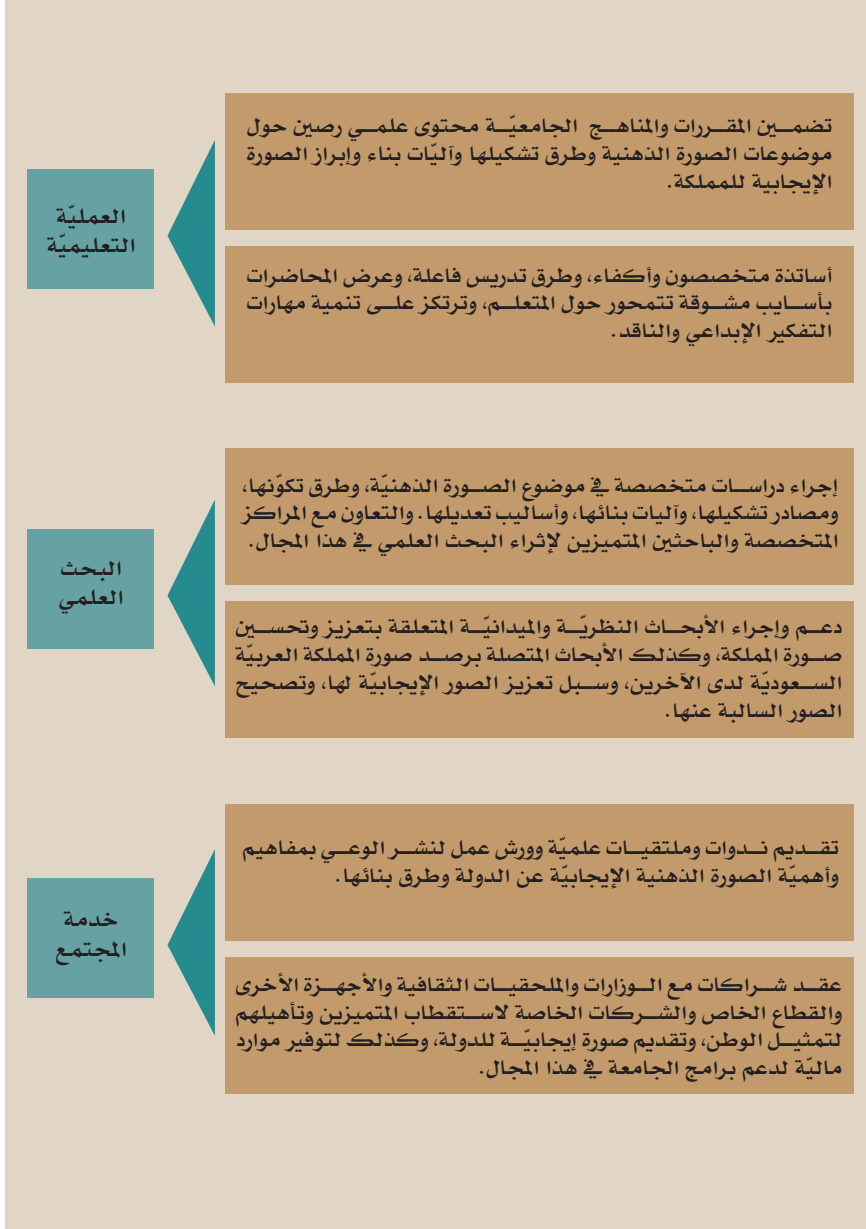 تضمين المقررات والمناهج الجامعيّة محتوى علمي رصين حول
موضوعات الصورة الذهنية وطرق تشكيلها وآليّات بناء وإبراز الصورة
الإيجابية للمملكة.
العمليّة
التعليميّة
أساتذة متخصصون وأكفاء، وطرق تدريس فاعلة، وعرض المحاضرات
بأسايب مشوقة تتمحور حول المتعلم، وترتكز على تنمية مهارات
التفكير الإبداعي والناقد.
إجراء دراسات متخصصة في موضوع الصورة الذهنيّة، وطرق تكوّنها،
ومصادر تشكيلها، وآليات بنائها، وأساليب تعديلها. والتعاون مع المراكز
المتخصصة والباحثين المتميزين لإثراء البحث العلمي في هذا المجال.
البحث
العلمي
دعم وإجراء الأبحاث النظريّة والميدانيّة المتعلقة بتعزيز وتحسين
صورة المملكة، وكذلك الأبحاث المتصلة برصد صورة المملكة العربيّة
السعوديّة لدى الآخرين، وسبل تعزيز الصور الإيجابيّة لها، وتصحيح
الصور السالبة عنها.
تقديم ندوات وملتقيات علميّة وورش عمل لنشر الوعي بمفاهيم
وأهميّة الصورة الذهنية الإيجابيّة عن الدولة وطرق بنائها.
خدمة
المجتمع
عقد شراكات مع الوزارات والملحقيات الثقافية والأجهزة الأخرى
والقطاع الخاص والشركات الخاصة لاستقطاب المتميزين وتأهيلهم
لتمثيل الوطن، وتقديم صورة إيجابيّة للدولة، وكذلك لتوفير موارد
ماليّة لدعم برامج الجامعة في هذا المجال.